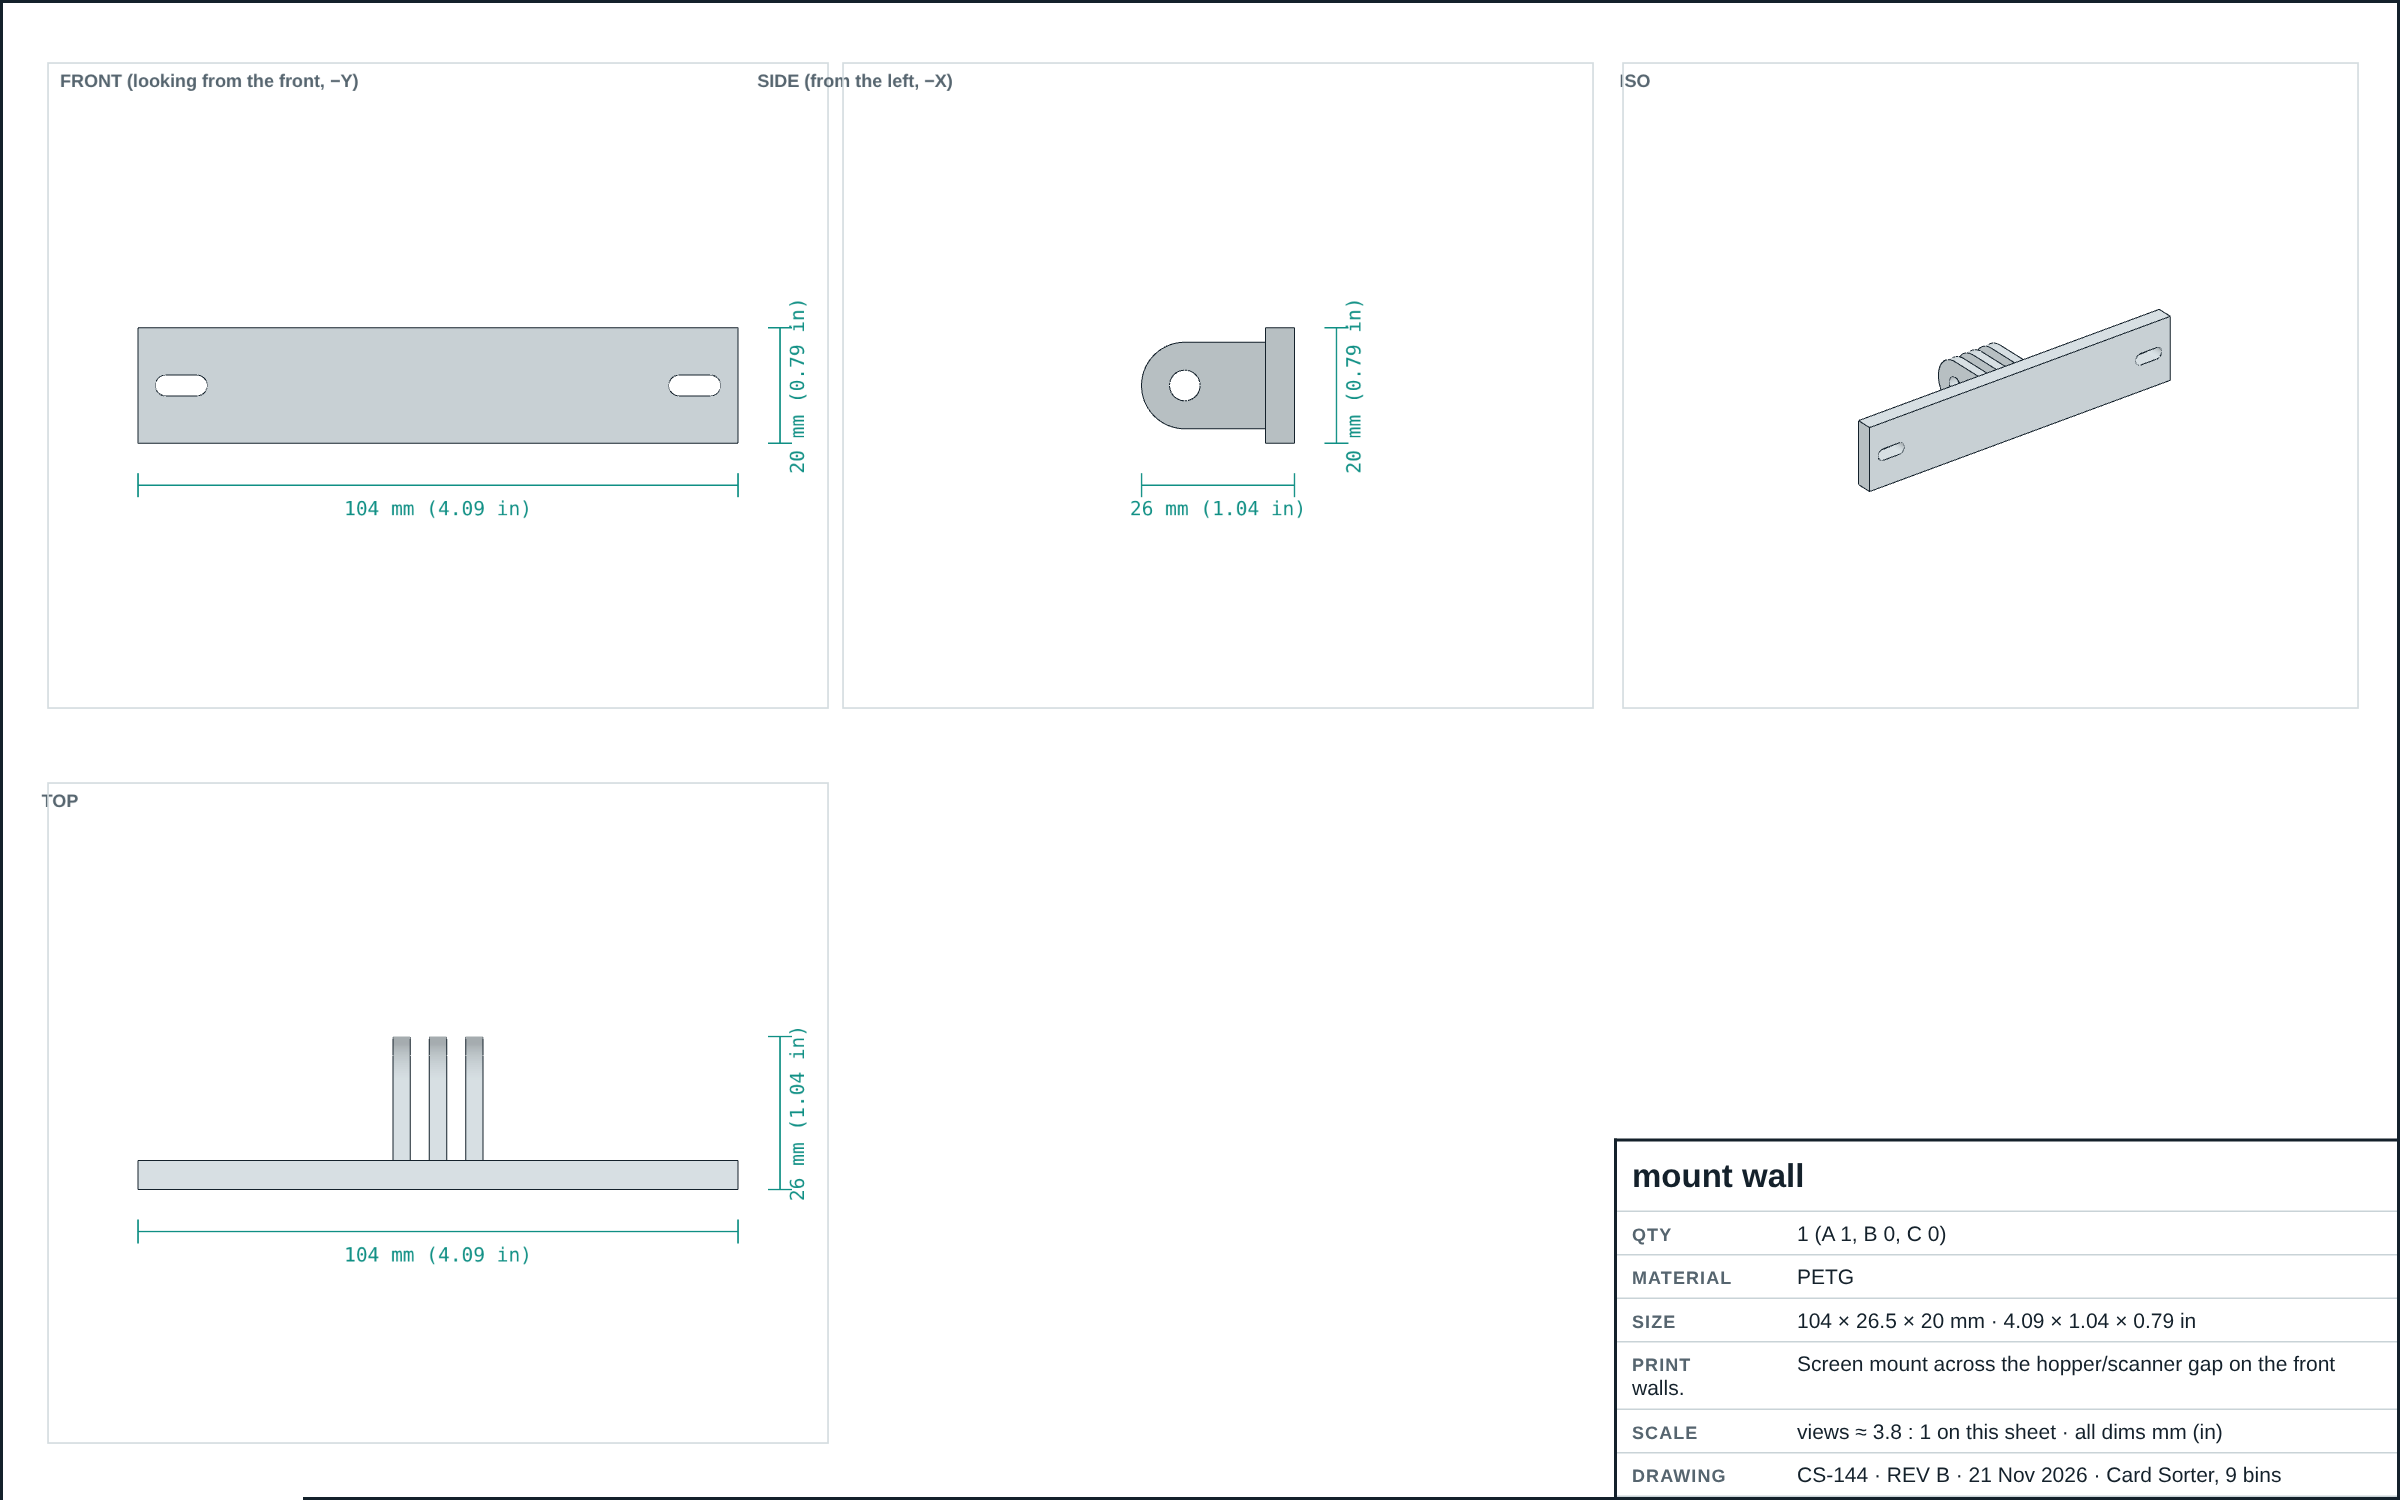 FRONT (looking from the front, −Y)
SIDE (from the left, −X)
ISO
20 mm (0.79 in)
104 mm (4.09 in)
20 mm (0.79 in)
26 mm (1.04 in)
TOP
26 mm (1.04 in)
104 mm (4.09 in)
mount wall
QTY 1 (A 1, B 0, C 0)
MATERIAL PETG
SIZE 104 × 26.5 × 20 mm · 4.09 × 1.04 × 0.79 in
PRINT Screen mount across the hopper/scanner gap on the front
walls.
SCALE views ≈ 3.8 : 1 on this sheet · all dims mm (in)
DRAWING CS-144 · REV B · 21 Nov 2026 · Card Sorter, 9 bins